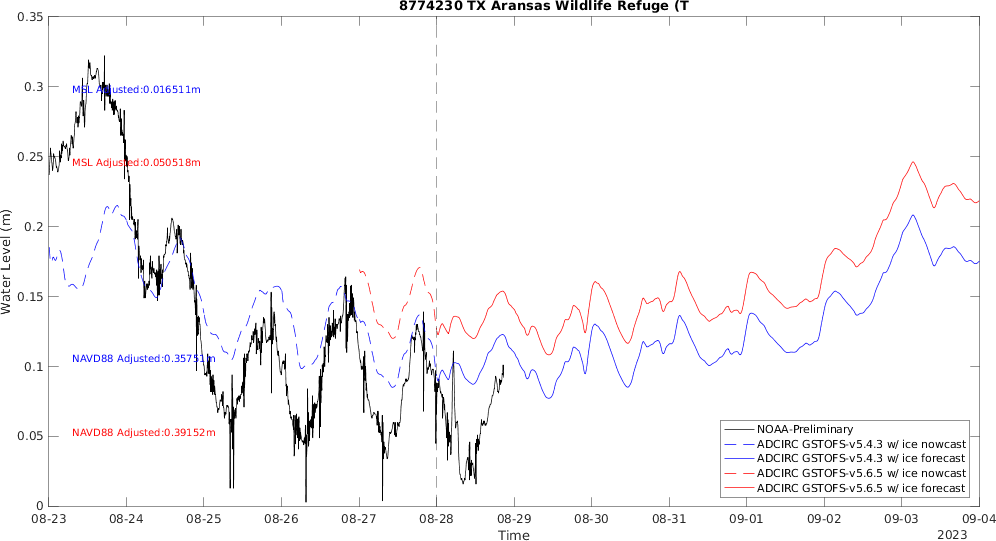 8774230 TX Aransas Wildlife Refuge (T
0.35
0.3
0.25
0.2
0.15
0.1
0.05
0
Water Level (m)
MSL Adjusted:0.016511m
MSL Adjusted:0.050518m
NAVD88 Adjusted:0.35751m
NAVD88 Adjusted:0.39152m
NOAA-Preliminary
ADCIRC GSTOFS-v5.4.3 w/ ice nowcast
ADCIRC GSTOFS-v5.4.3 w/ ice forecast
ADCIRC GSTOFS-v5.6.5 w/ ice nowcast
ADCIRC GSTOFS-v5.6.5 w/ ice forecast
08-23 08-24 08-25 08-26 08-27 08-28 08-29 08-30 08-31 09-01 09-02 09-03 09-04
Time
2023